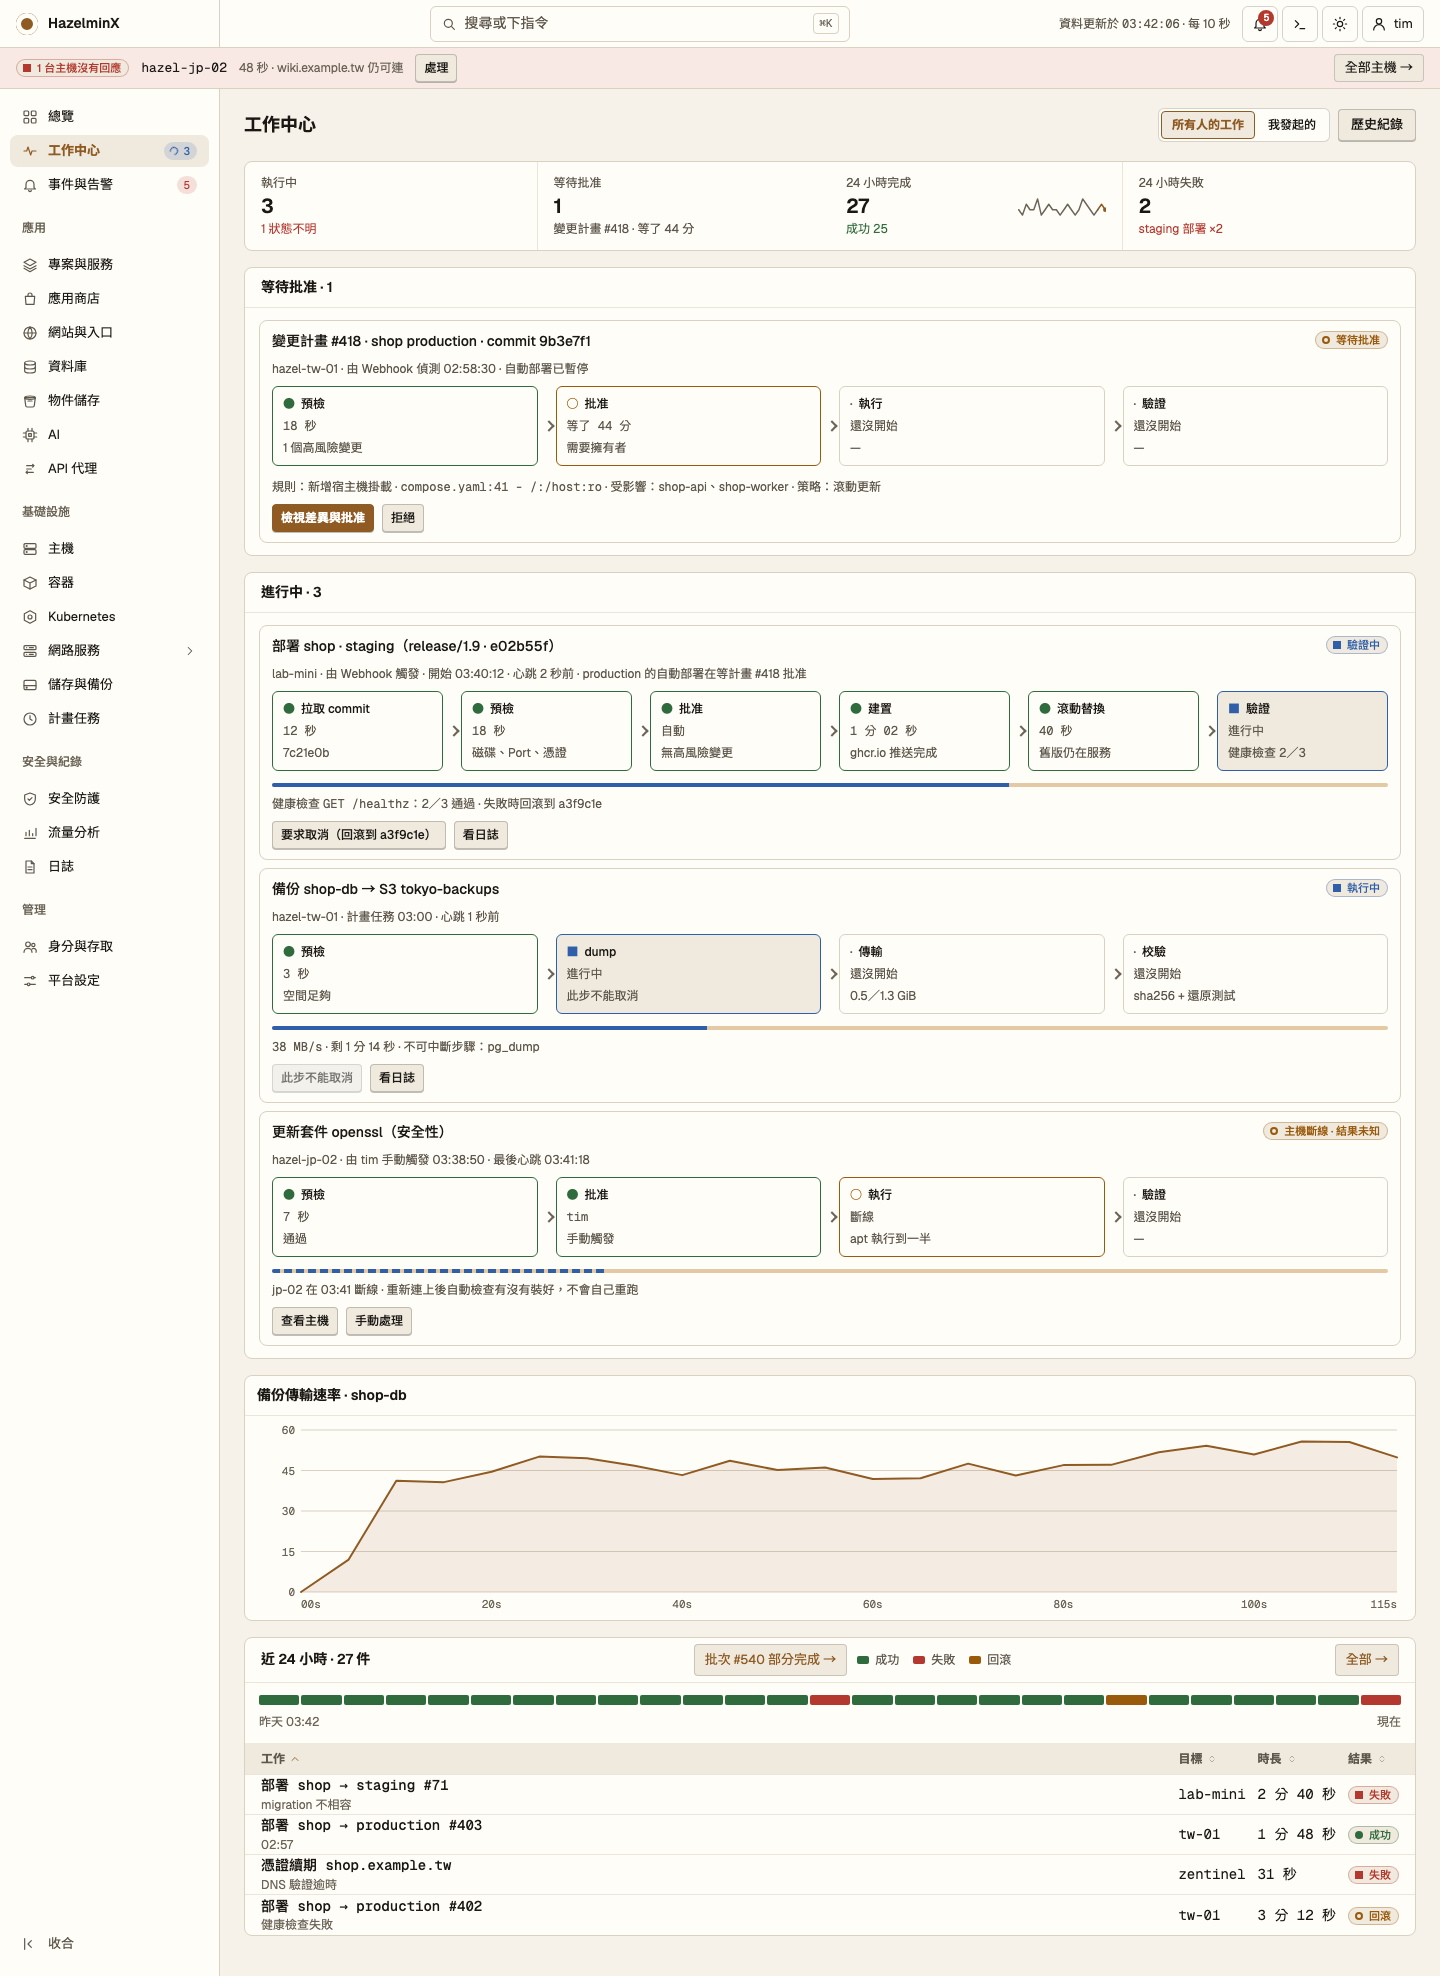 HazelminX
搜尋或下指令
⌘K
資料更新於 03:42:06 · 每 10 秒
5
tim
1 台主機沒有回應
hazel-jp-02
48 秒 · wiki.example.tw 仍可連
處理
全部主機 →
總覽
工作中心
3
事件與告警
5
應用
專案與服務
應用商店
網站與入口
資料庫
物件儲存
AI
API 代理
基礎設施
主機
容器
Kubernetes
網路服務
儲存與備份
計畫任務
安全與紀錄
安全防護
流量分析
日誌
管理
身分與存取
平台設定
收合
工作中心
所有人的工作
我發起的
歷史紀錄
執行中
3
1 狀態不明
等待批准
1
變更計畫 #418 · 等了 44 分
24 小時完成
27
成功 25
24 小時失敗
2
staging 部署 ×2
等待批准 · 1
變更計畫 #418 · shop production · commit 9b3e7f1
等待批准
hazel-tw-01 · 由 Webhook 偵測 02:58:30 · 自動部署已暫停
預檢
18 秒
1 個高風險變更
批准
等了 44 分
需要擁有者
· 執行
還沒開始
—
· 驗證
還沒開始
—
規則：新增宿主機掛載 · compose.yaml:41 - /:/host:ro · 受影響：shop-api、shop-worker · 策略：滾動更新
檢視差異與批准
拒絕
進行中 · 3
部署 shop · staging（release/1.9 · e02b55f）
驗證中
lab-mini · 由 Webhook 觸發 · 開始 03:40:12 · 心跳 2 秒前 · production 的自動部署在等計畫 #418 批准
拉取 commit
12 秒
7c21e0b
預檢
18 秒
磁碟、Port、憑證
批准
自動
無高風險變更
建置
1 分 02 秒
ghcr.io 推送完成
滾動替換
40 秒
舊版仍在服務
驗證
進行中
健康檢查 2／3
健康檢查 GET /healthz：2／3 通過 · 失敗時回滾到 a3f9c1e
要求取消（回滾到 a3f9c1e）
看日誌
備份 shop-db → S3 tokyo-backups
執行中
hazel-tw-01 · 計畫任務 03:00 · 心跳 1 秒前
預檢
3 秒
空間足夠
dump
進行中
此步不能取消
· 傳輸
還沒開始
0.5／1.3 GiB
· 校驗
還沒開始
sha256 + 還原測試
38 MB/s · 剩 1 分 14 秒 · 不可中斷步驟：pg_dump
此步不能取消
看日誌
更新套件 openssl（安全性）
主機斷線 · 結果未知
hazel-jp-02 · 由 tim 手動觸發 03:38:50 · 最後心跳 03:41:18
預檢
7 秒
通過
批准
tim
手動觸發
執行
斷線
apt 執行到一半
· 驗證
還沒開始
—
jp-02 在 03:41 斷線 · 重新連上後自動檢查有沒有裝好，不會自己重跑
查看主機
手動處理
備份傳輸速率 · shop-db
60
45
30
15
0
00s
20s
40s
60s
80s
100s
115s
近 24 小時 · 27 件
批次 #540 部分完成 →
成功
失敗
回滾
全部 →
昨天 03:42
現在
工作
目標
時長
結果
部署 shop → staging #71
migration 不相容
lab-mini
2 分 40 秒
失敗
部署 shop → production #403
02:57
tw-01
1 分 48 秒
成功
憑證續期 shop.example.tw
DNS 驗證逾時
zentinel
31 秒
失敗
部署 shop → production #402
健康檢查失敗
tw-01
3 分 12 秒
回滾